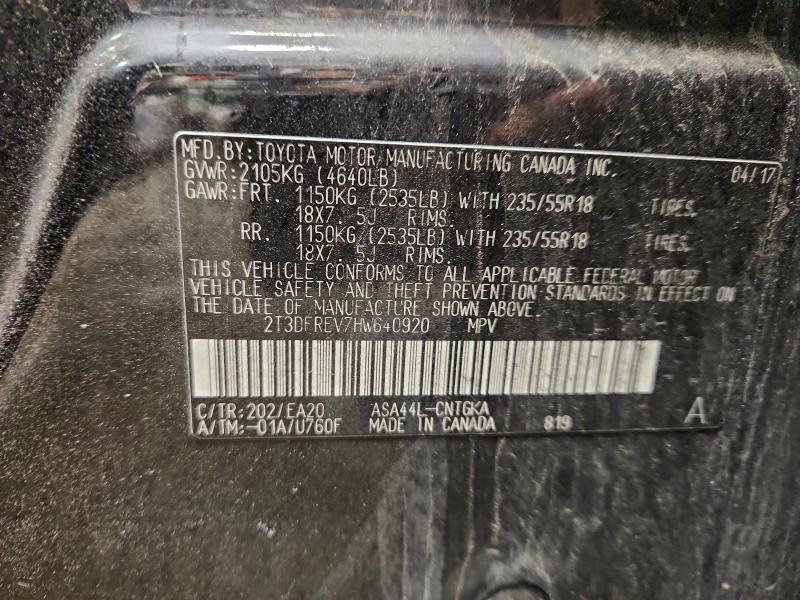 MFD.BY:TOYOTA MOTOR MANUFACTURING CANADA INC. 04/17
GVWR:2105KG (4640LB)
GAWR:FRT. 1150KG (2535LB) WITH 235/55R18 TIRES,
18X7.5J RIMS.
RR. 1150KG (2535LB) WITH 235/55R18 TIRES,
18X7.5J RIMS.
THIS VEHICLE CONFORMS TO ALL APPLICABLE FEDERAL MOTOR
VEHICLE SAFETY AND THEFT PREVENTION STANDARDS IN EFFECT ON
THE DATE OF MANUFACTURE SHOWN ABOVE.
2T3DFREV7HW640920 MPV
C/TR:202/EA20 ASA44L-CNTGKA
A/TM:-01A/U760F MADE IN CANADA 819 A